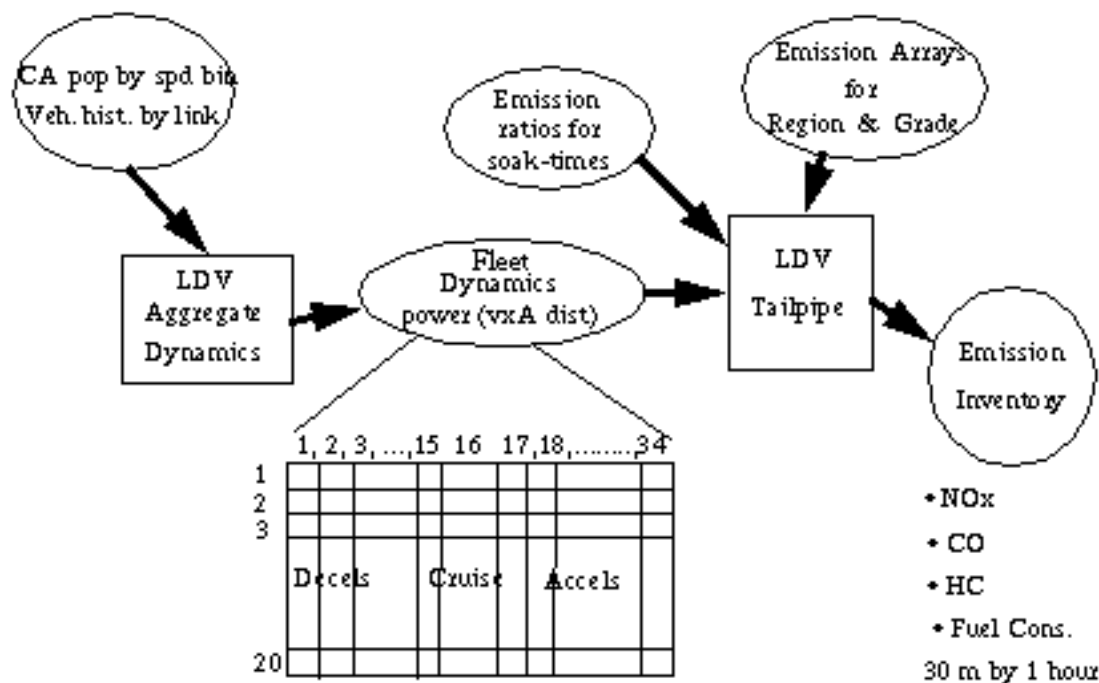 CA pop by spd bin
Veh. hist. by link
Emission
ratios for
soak-times
Emission Arrays
for
Region & Grade
LDV
Aggregate
Dynamics
Fleet
Dynamics
power (vxA dist)
LDV
Tailpipe
Emission
Inventory
1, 2, 3, ...., 15 16 17, 18, ........., 34
1
2
3
Decels Cruise Accels
20
• NOx
• CO
• HC
• Fuel Cons.
30 m by 1 hour